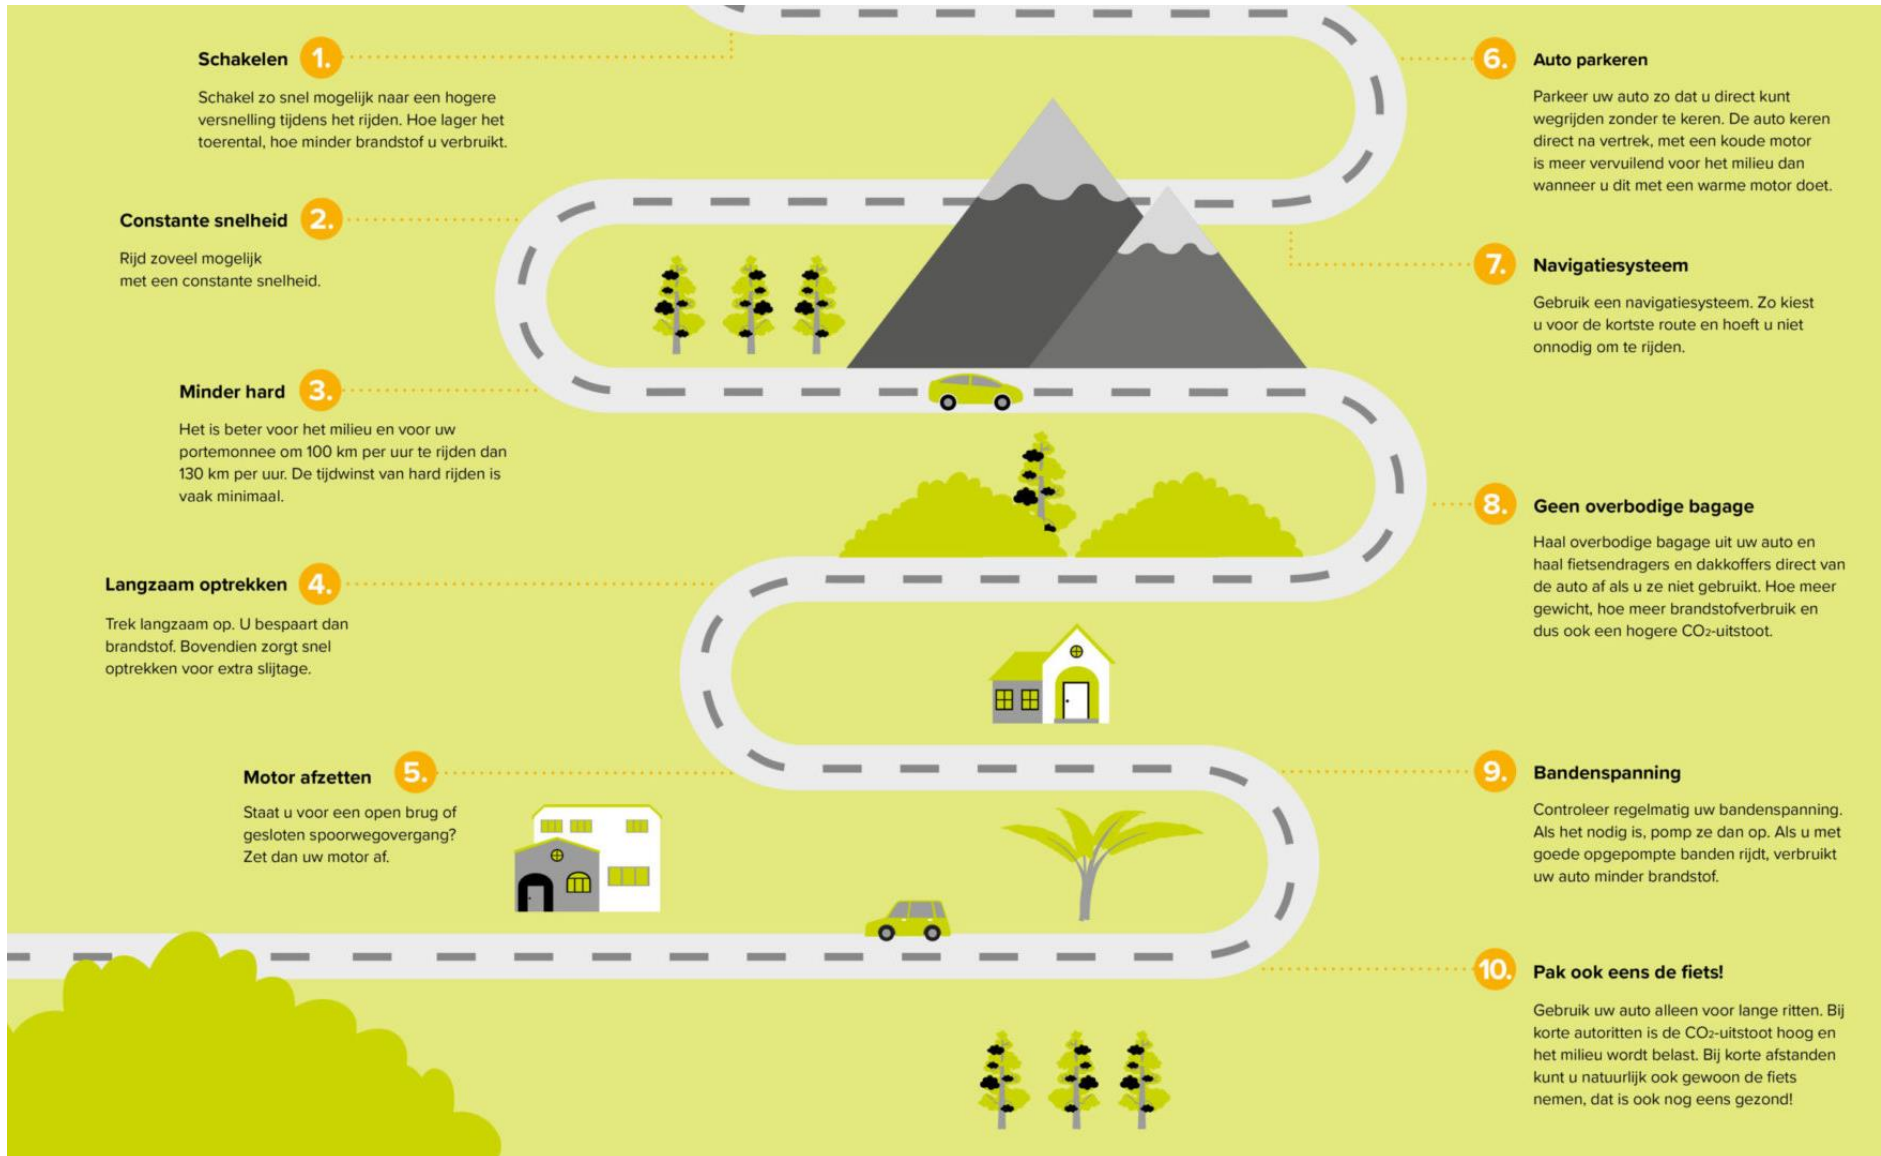 Schakelen 1.
Schakel zo snel mogelijk naar een hogere
versnelling tijdens het rijden. Hoe lager het
toerental, hoe minder brandstof u verbruikt.
Constante snelheid 2.
Rijd zoveel mogelijk
met een constante snelheid.
Minder hard 3.
Het is beter voor het milieu en voor uw
portemonnee om 100 km per uur te rijden dan
130 km per uur. De tijdwinst van hard rijden is
vaak minimaal.
Langzaam optrekken 4.
Trek langzaam op. U bespaart dan
brandstof. Bovendien zorgt snel
optrekken voor extra slijtage.
Motor afzetten 5.
Staat u voor een open brug of
gesloten spoorwegovergang?
Zet dan uw motor af.
6. Auto parkeren
Parkeer uw auto zo dat u direct kunt
wegrijden zonder te keren. De auto keren
direct na vertrek, met een koude motor
is meer vervuilend voor het milieu dan
wanneer u dit met een warme motor doet.
7. Navigatiesysteem
Gebruik een navigatiesysteem. Zo kiest
u voor de kortste route en hoeft u niet
onnodig om te rijden.
8. Geen overbodige bagage
Haal overbodige bagage uit uw auto en
haal fietsendragers en dakkoffers direct van
de auto af als u ze niet gebruikt. Hoe meer
gewicht, hoe meer brandstofverbruik en
dus ook een hogere CO₂-uitstoot.
9. Bandenspanning
Controleer regelmatig uw bandenspanning.
Als het nodig is, pomp ze dan op. Als u met
goede opgepompte banden rijdt, verbruikt
uw auto minder brandstof.
10. Pak ook eens de fiets!
Gebruik uw auto alleen voor lange ritten. Bij
korte autoritten is de CO₂-uitstoot hoog en
het milieu wordt belast. Bij korte afstanden
kunt u natuurlijk ook gewoon de fiets
nemen, dat is ook nog eens gezond!